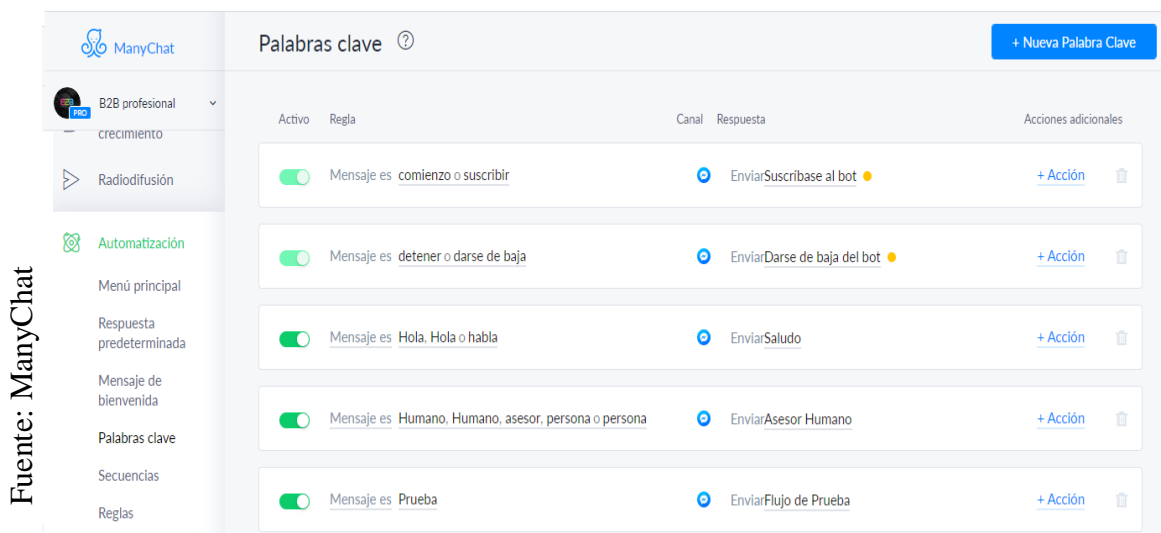 Fuente: ManyChat
ManyChat
B2B profesional
PRO
crecimiento
Radiodifusión
Automatización
Menú principal
Respuesta
predeterminada
Mensaje de
bienvenida
Palabras clave
Secuencias
Reglas
Palabras clave ?
+ Nueva Palabra Clave
Activo Regla Canal Respuesta Acciones adicionales
Mensaje es comienzo o suscribir EnviarSuscríbase al bot + Acción
Mensaje es detener o darse de baja EnviarDarse de baja del bot + Acción
Mensaje es Hola, Hola o habla EnviarSaludo + Acción
Mensaje es Humano, Humano, asesor, persona o persona EnviarAsesor Humano + Acción
Mensaje es Prueba EnviarFlujo de Prueba + Acción